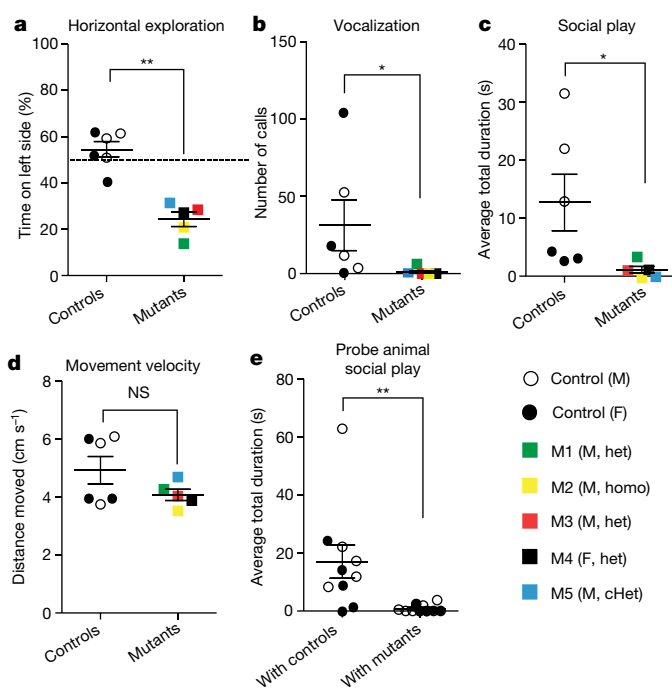 a Horizontal exploration
Time on left side (%)
100
80
60
40
20
0
**
Controls
Mutants
b Vocalization
Number of calls
150
100
50
0
*
Controls
Mutants
c Social play
Average total duration (s)
40
30
20
10
0
*
Controls
Mutants
d Movement velocity
Distance moved (cm s⁻¹)
8
6
4
2
0
NS
Controls
Mutants
e Probe animal
social play
Average total duration (s)
80
60
40
20
0
**
With controls
With mutants
Control (M)
Control (F)
M1 (M, het)
M2 (M, homo)
M3 (M, het)
M4 (F, het)
M5 (M, cHet)